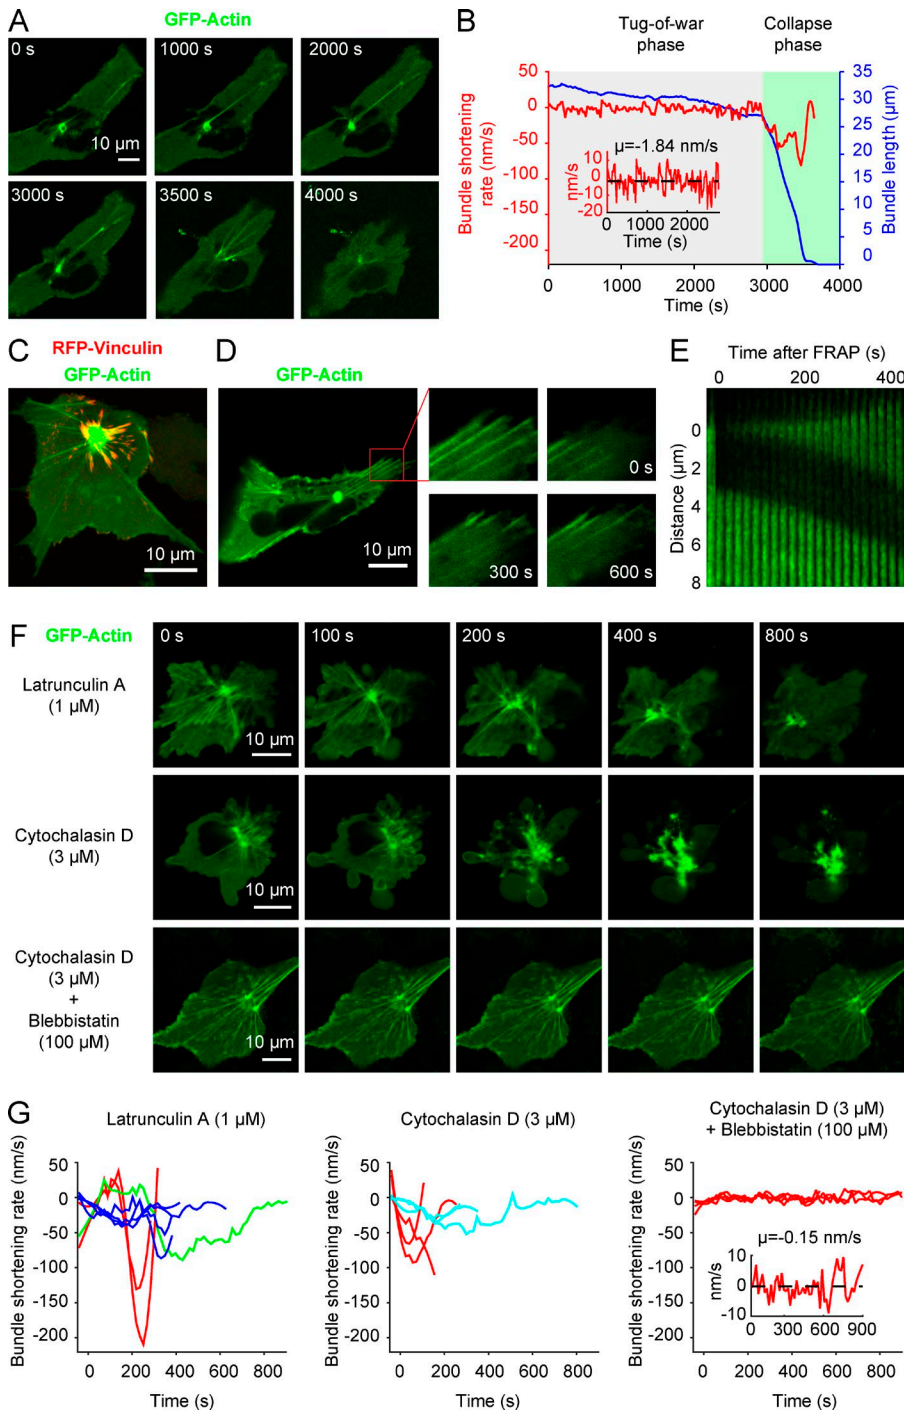 A
GFP-Actin
0 s
1000 s
2000 s
10 µm
3000 s
3500 s
4000 s
B
Tug-of-war
phase
Collapse
phase
Bundle shortening
rate (nm/s)
50
0
-50
-100
-150
-200
35
30
25
20
15
10
5
0
Bundle length (µm)
µ=-1.84 nm/s
nm/s
10
0
-10
-20
0 1000 2000
Time (s)
0 1000 2000 3000 4000
Time (s)
C
RFP-Vinculin
GFP-Actin
10 µm
D
GFP-Actin
10 µm
0 s
300 s
600 s
E
Time after FRAP (s)
0 200 400
Distance (µm)
0
2
4
6
8
F
GFP-Actin
0 s
100 s
200 s
400 s
800 s
Latrunculin A
(1 µM)
10 µm
Cytochalasin D
(3 µM)
10 µm
Cytochalasin D
(3 µM)
+
Blebbistatin
(100 µM)
10 µm
G
Latrunculin A (1 µM)
Bundle shortening rate (nm/s)
50
0
-50
-100
-150
-200
0 200 400 600 800
Time (s)
Cytochalasin D (3 µM)
Bundle shortening rate (nm/s)
50
0
-50
-100
-150
-200
0 200 400 600 800
Time (s)
Cytochalasin D (3 µM)
+ Blebbistatin (100 µM)
Bundle shortening rate (nm/s)
50
0
-50
-100
-150
-200
µ=-0.15 nm/s
nm/s
10
0
-10
0 300 600 900
0 200 400 600 800
Time (s)